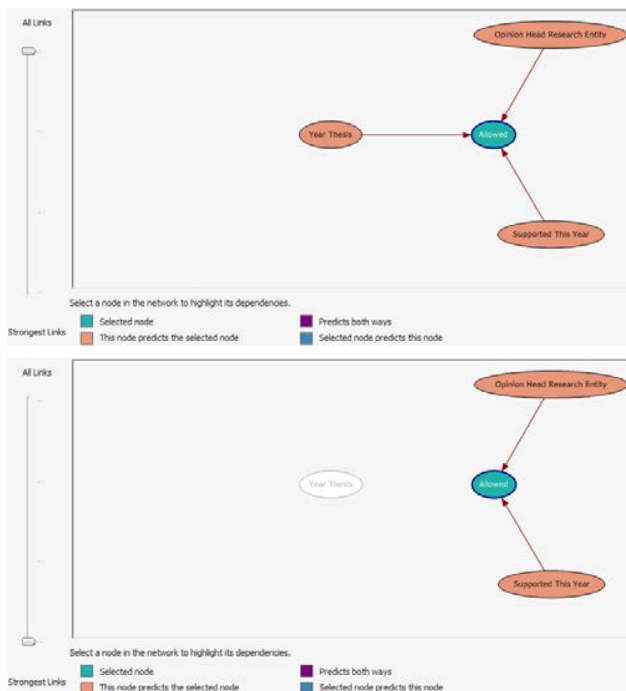 All Links
Opinion Head Research Entity
Year Thesis
Allowed
Supported This Year
Select a node in the network to highlight its dependencies.
Selected node
Predicts both ways
Strongest Links
This node predicts the selected node
Selected node predicts this node
All Links
Opinion Head Research Entity
Year Thesis
Allowed
Supported This Year
Select a node in the network to highlight its dependencies.
Selected node
Predicts both ways
Strongest Links
This node predicts the selected node
Selected node predicts this node